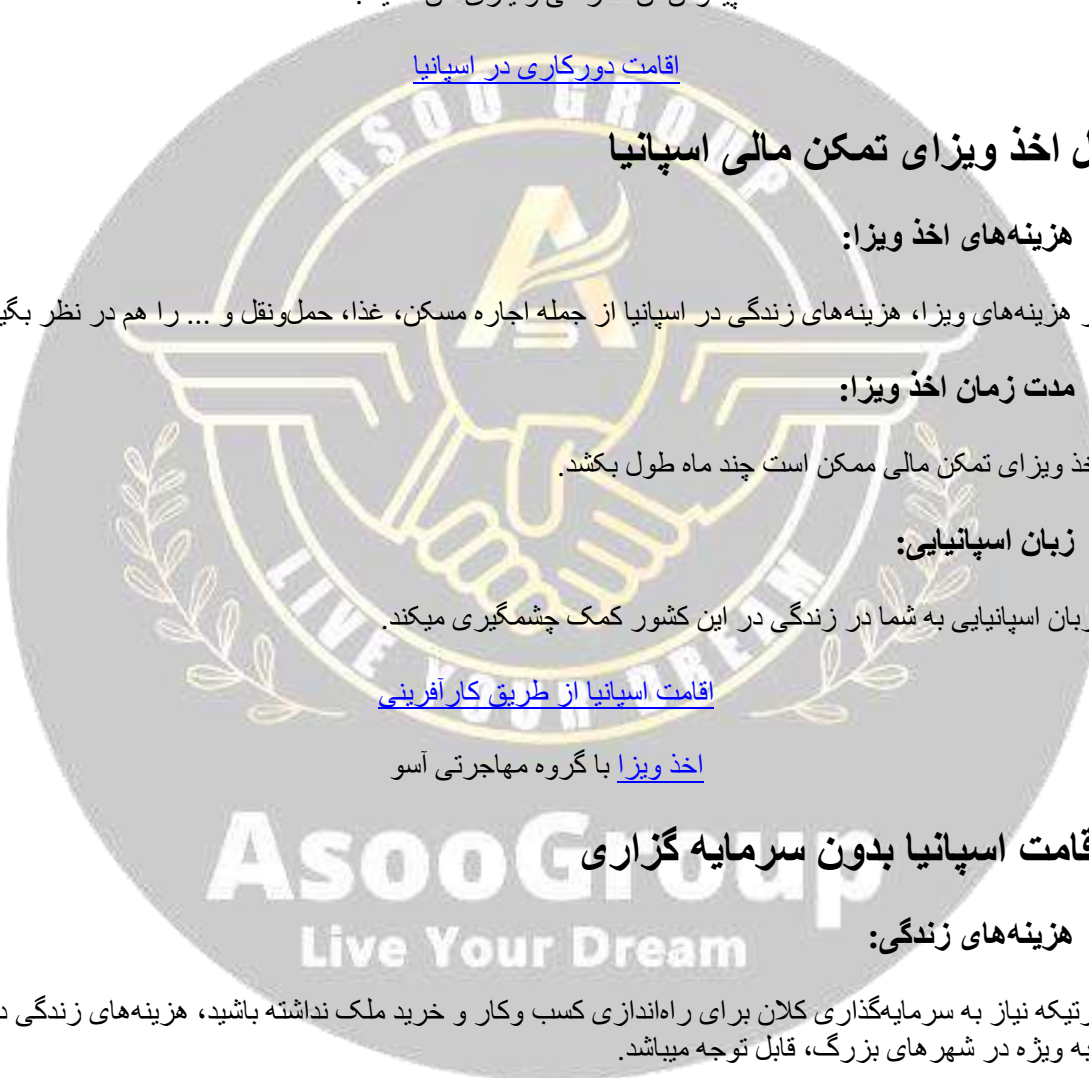 اقامت دورکاری در اسپانیا
ASOO GROUP
اخذ ویزای تمکن مالی اسپانیا
هزینه‌های اخذ ویزا:
هزینه‌های ویزا، هزینه‌های زندگی در اسپانیا از جمله اجاره مسکن، غذا، حمل‌ونقل و ... را هم در نظر
مدت زمان اخذ ویزا:
ویزای تمکن مالی ممکن است چند ماه طول بکشد.
زبان اسپانیایی:
زبان اسپانیایی به شما در زندگی در این کشور کمک چشمگیری میکند.
LIVE YOUR DREAM
اقامت اسپانیا از طریق کارآفرینی
اخذ ویزا با گروه مهاجرتی آسو
AsooGroup
اسپانیا بدون سرمایه گزاری
Live Your Dream
هزینه‌های زندگی:
نیاز به سرمایه‌گذاری کلان برای راه‌اندازی کسب وکار و خرید ملک نداشته باشید، هزینه‌های زندگی
به ویژه در شهرهای بزرگ، قابل توجه میباشد.